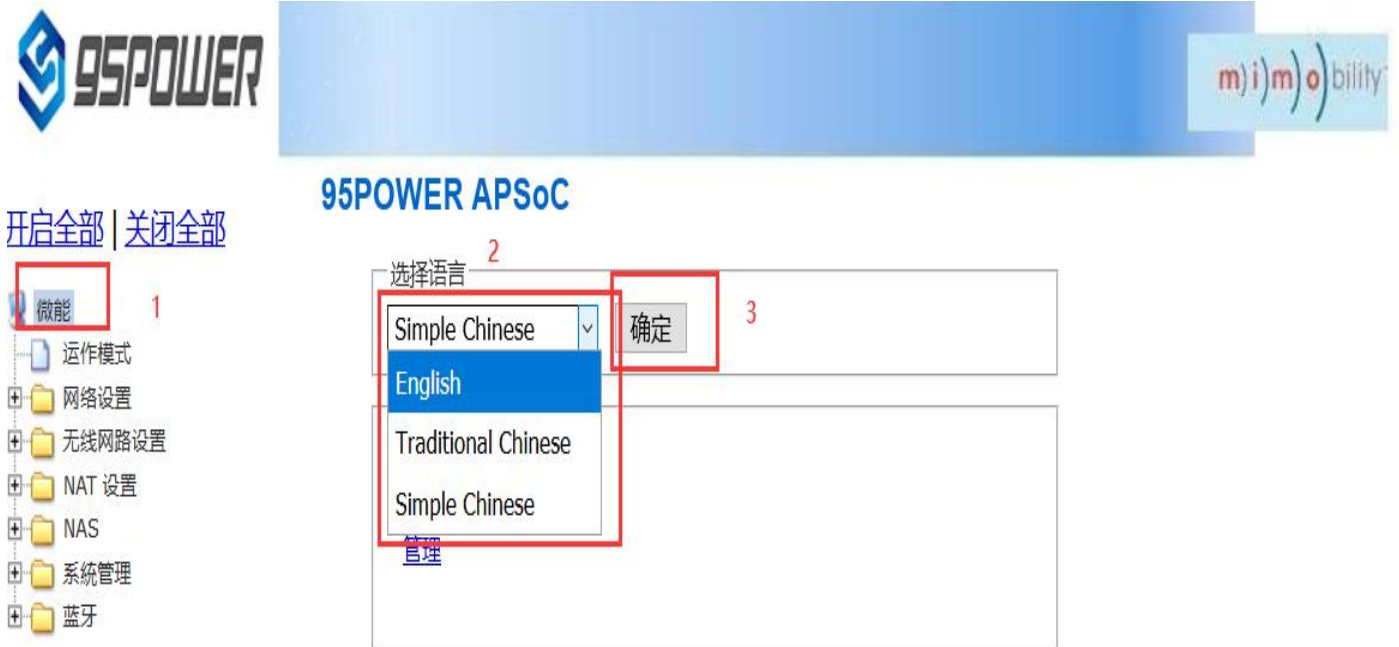 95POWER
m)i)m)o)bility
开启全部 | 关闭全部
微能
运作模式
网络设置
无线网路设置
NAT 设置
NAS
系統管理
蓝牙
1
95POWER APSoC
2
选择语言
Simple Chinese
确定
3
English
Traditional Chinese
Simple Chinese
管理